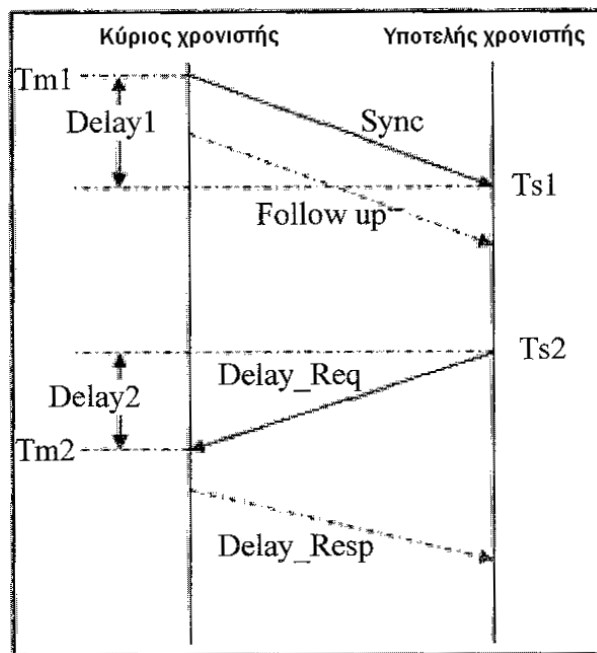 Κύριος χρονιστής
Υποτελής χρονιστής
Tm1
Delay1
Sync
Ts1
Follow up
Ts2
Delay_Req
Delay2
Tm2
Delay_Resp